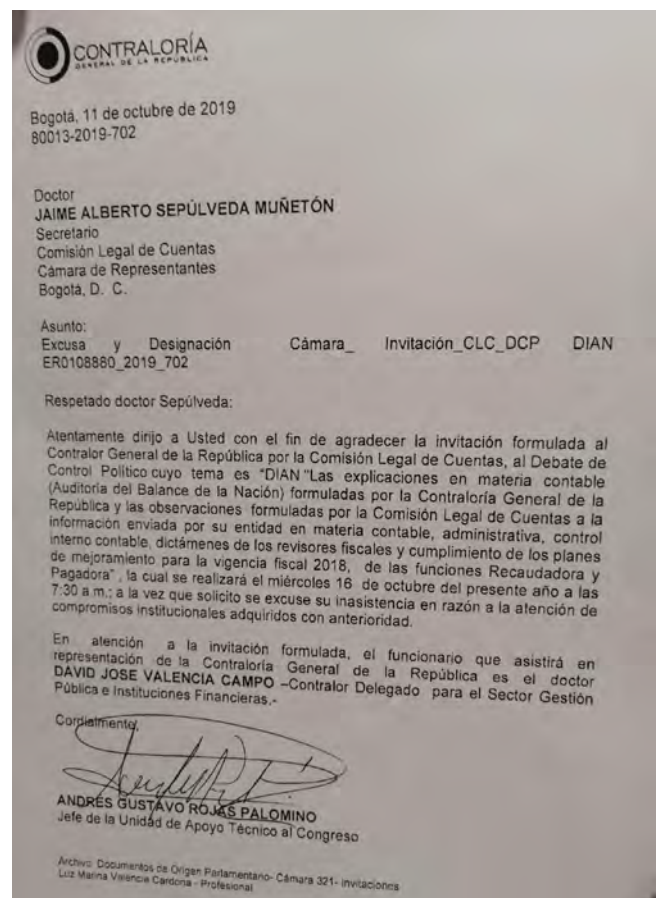 CONTRALORÍA
GENERAL DE LA REPÚBLICA
Bogotá, 11 de octubre de 2019
80013-2019-702
Doctor
JAIME ALBERTO SEPÚLVEDA MUÑETÓN
Secretario
Comisión Legal de Cuentas
Cámara de Representantes
Bogotá, D. C.
Asunto:
Excusa y Designación Cámara_ Invitación_CLC_DCP DIAN
ER0108880_2019_702
Respetado doctor Sepúlveda:
Atentamente dirijo a Usted con el fin de agradecer la invitación formulada al
Contralor General de la República por la Comisión Legal de Cuentas, al Debate de
Control Político cuyo tema es "DIAN "Las explicaciones en materia contable
(Auditoría del Balance de la Nación) formuladas por la Contraloría General de la
República y las observaciones formuladas por la Comisión Legal de Cuentas a la
información enviada por su entidad en materia contable, administrativa, control
interno contable, dictámenes de los revisores fiscales y cumplimiento de los planes
de mejoramiento para la vigencia fiscal 2018, de las funciones Recaudadora y
Pagadora" , la cual se realizará el miércoles 16 de octubre del presente año a las
7:30 a.m.; a la vez que solicito se excuse su inasistencia en razón a la atención de
compromisos institucionales adquiridos con anterioridad.
En atención a la invitación formulada, el funcionario que asistirá en
representación de la Contraloría General de la República es el doctor
DAVID JOSE VALENCIA CAMPO –Contralor Delegado para el Sector Gestión
Pública e Instituciones Financieras.-
Cordialmente,
ANDRÉS GUSTAVO ROJAS PALOMINO
Jefe de la Unidad de Apoyo Técnico al Congreso
Archivo: Documentos de Origen Parlamentario- Cámara 321- Invitaciones
Luz Marina Valencia Cardona - Profesional